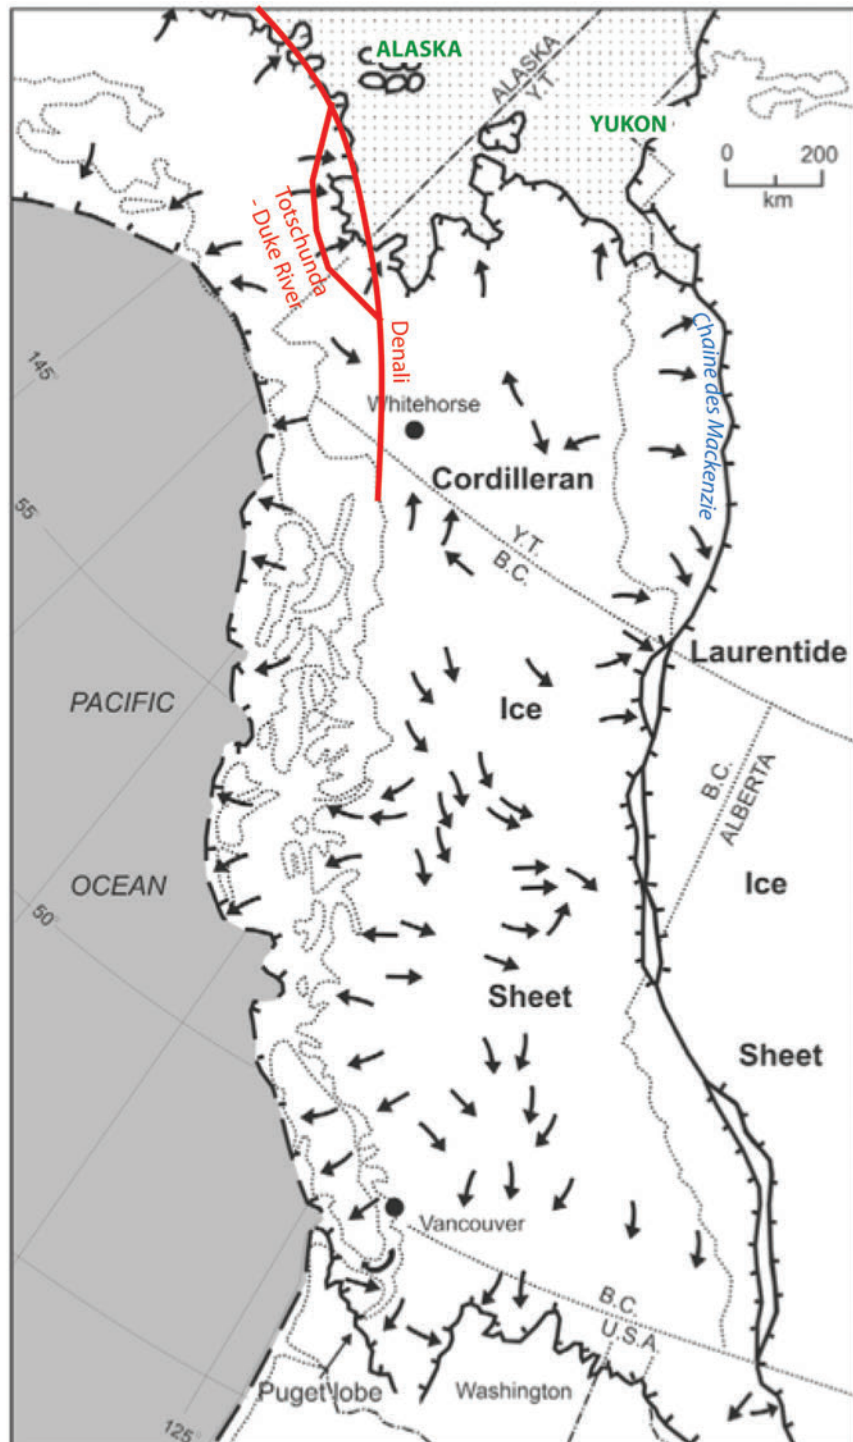 ALASKA
ALASKA
Y.T.
YUKON
0 200
km
Totschunda
- Duke River
Denali
Chaine des Mackenzie
145°
Whitehorse
Cordilleran
55
Y.T.
B.C.
Laurentide
PACIFIC
Ice
B.C.
ALBERTA
OCEAN
Ice
50°
Sheet
Sheet
Vancouver
B.C.
U.S.A.
Puget lobe
Washington
125°